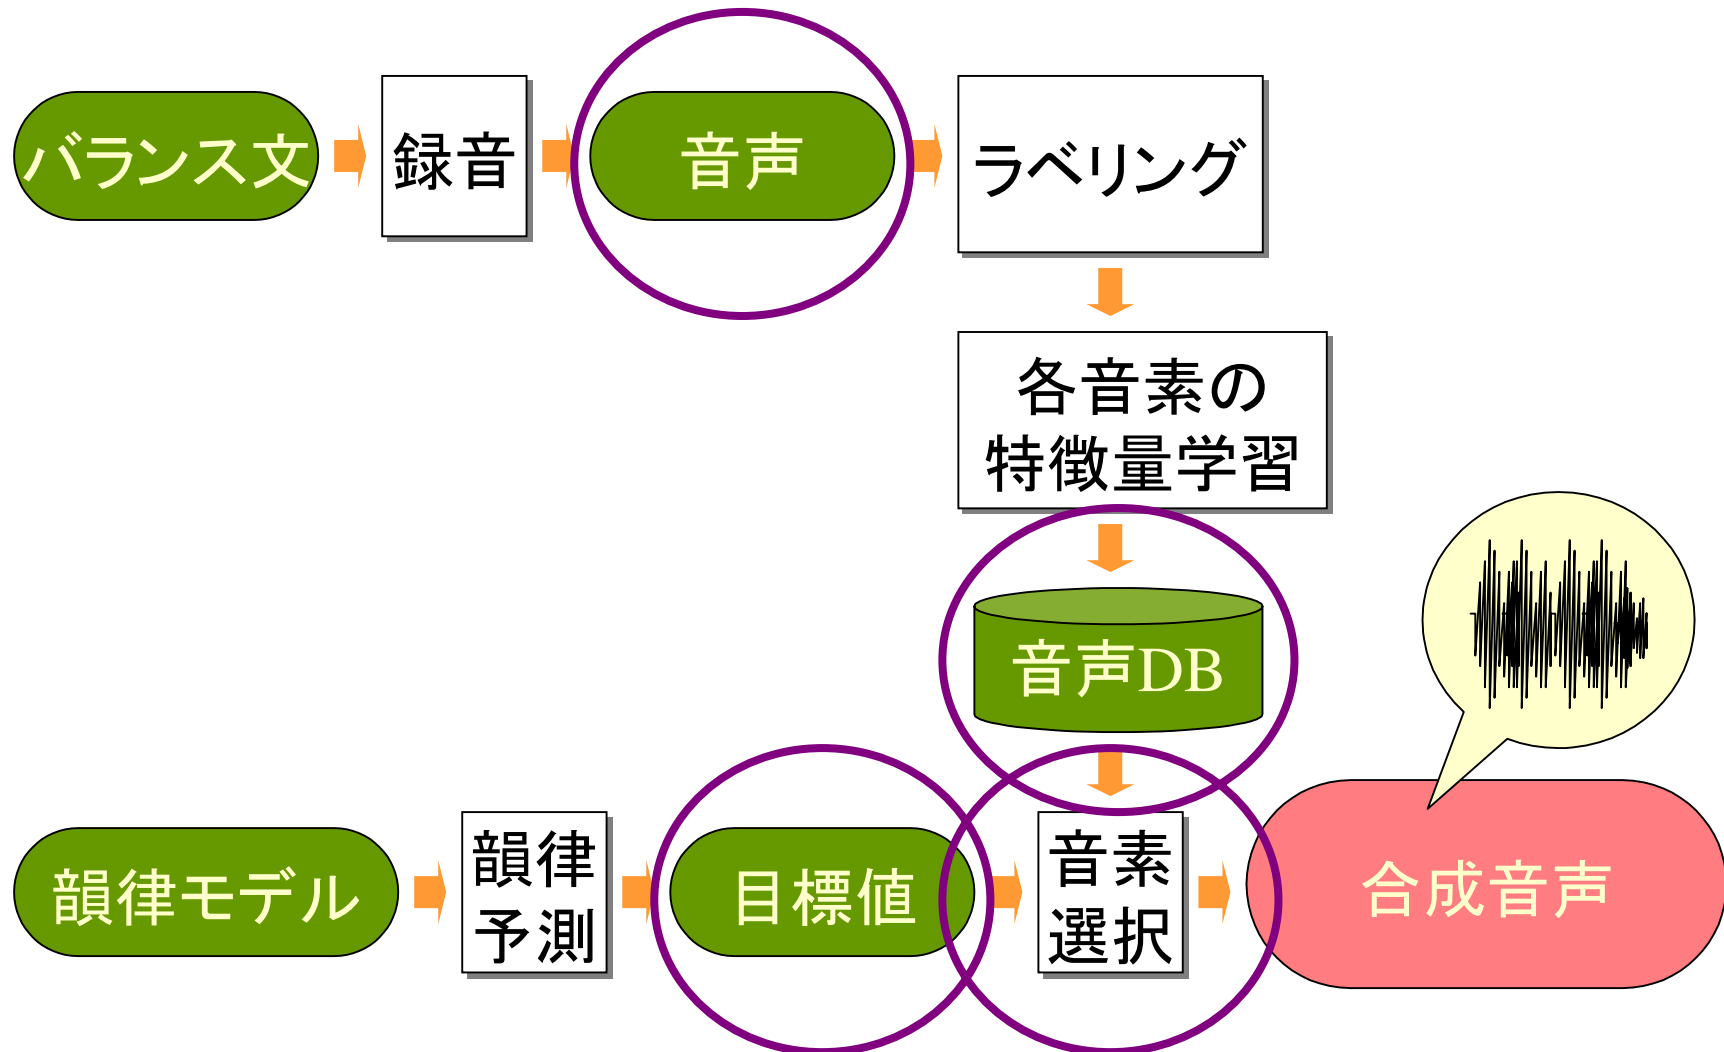 バランス文
録音
音声
ラベリング
各音素の
特徴量学習
音声DB
韻律モデル
韻律
予測
目標値
音素
選択
合成音声